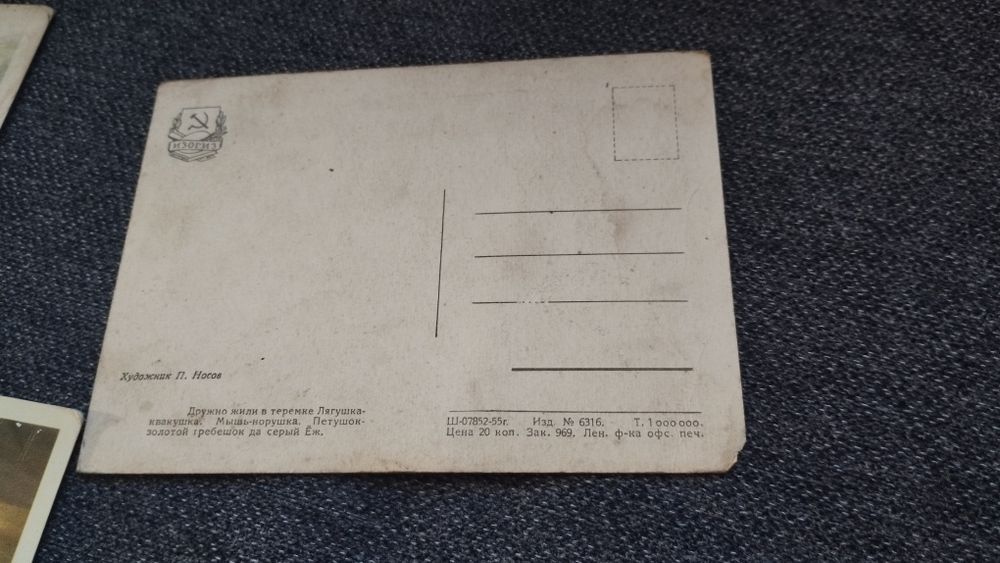 ИЗОГИЗ
Художник П. Носов
Дружно жили в теремке Лягушка-
квакушка. Мышь-норушка. Петушок-
золотой гребешок да серый Ёж.
Ш-07852-55г. Изд. № 6316. Т. 1 000 000.
Цена 20 коп. Зак. 969. Лен. ф-ка офс. печ.